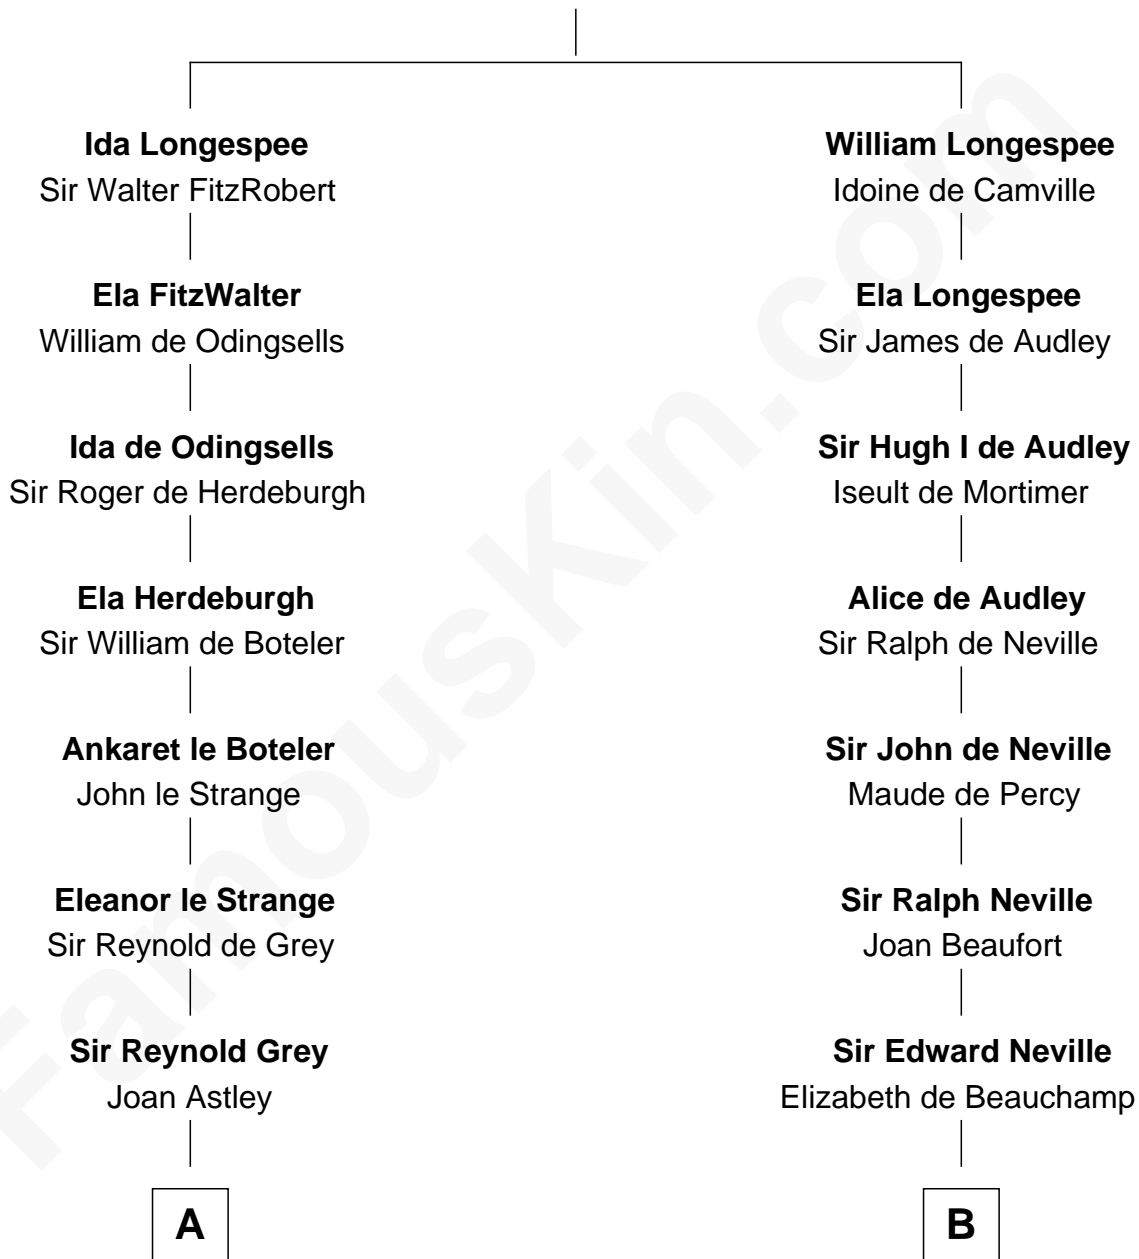 Ida Longespee
Sir Walter FitzRobert
William Longespee
Idoine de Camville
Ela FitzWalter
William de Odingsells
Ela Longespee
Sir James de Audley
Ida de Odingsells
Sir Roger de Herdeburgh
Sir Hugh I de Audley
Iseult de Mortimer
Ela Herdeburgh
Sir William de Boteler
Alice de Audley
Sir Ralph de Neville
Ankaret le Boteler
John le Strange
Sir John de Neville
Maude de Percy
Eleanor le Strange
Sir Reynold de Grey
Sir Ralph Neville
Joan Beaufort
Sir Reynold Grey
Joan Astley
Sir Edward Neville
Elizabeth de Beauchamp
A
B
FamousKin.com